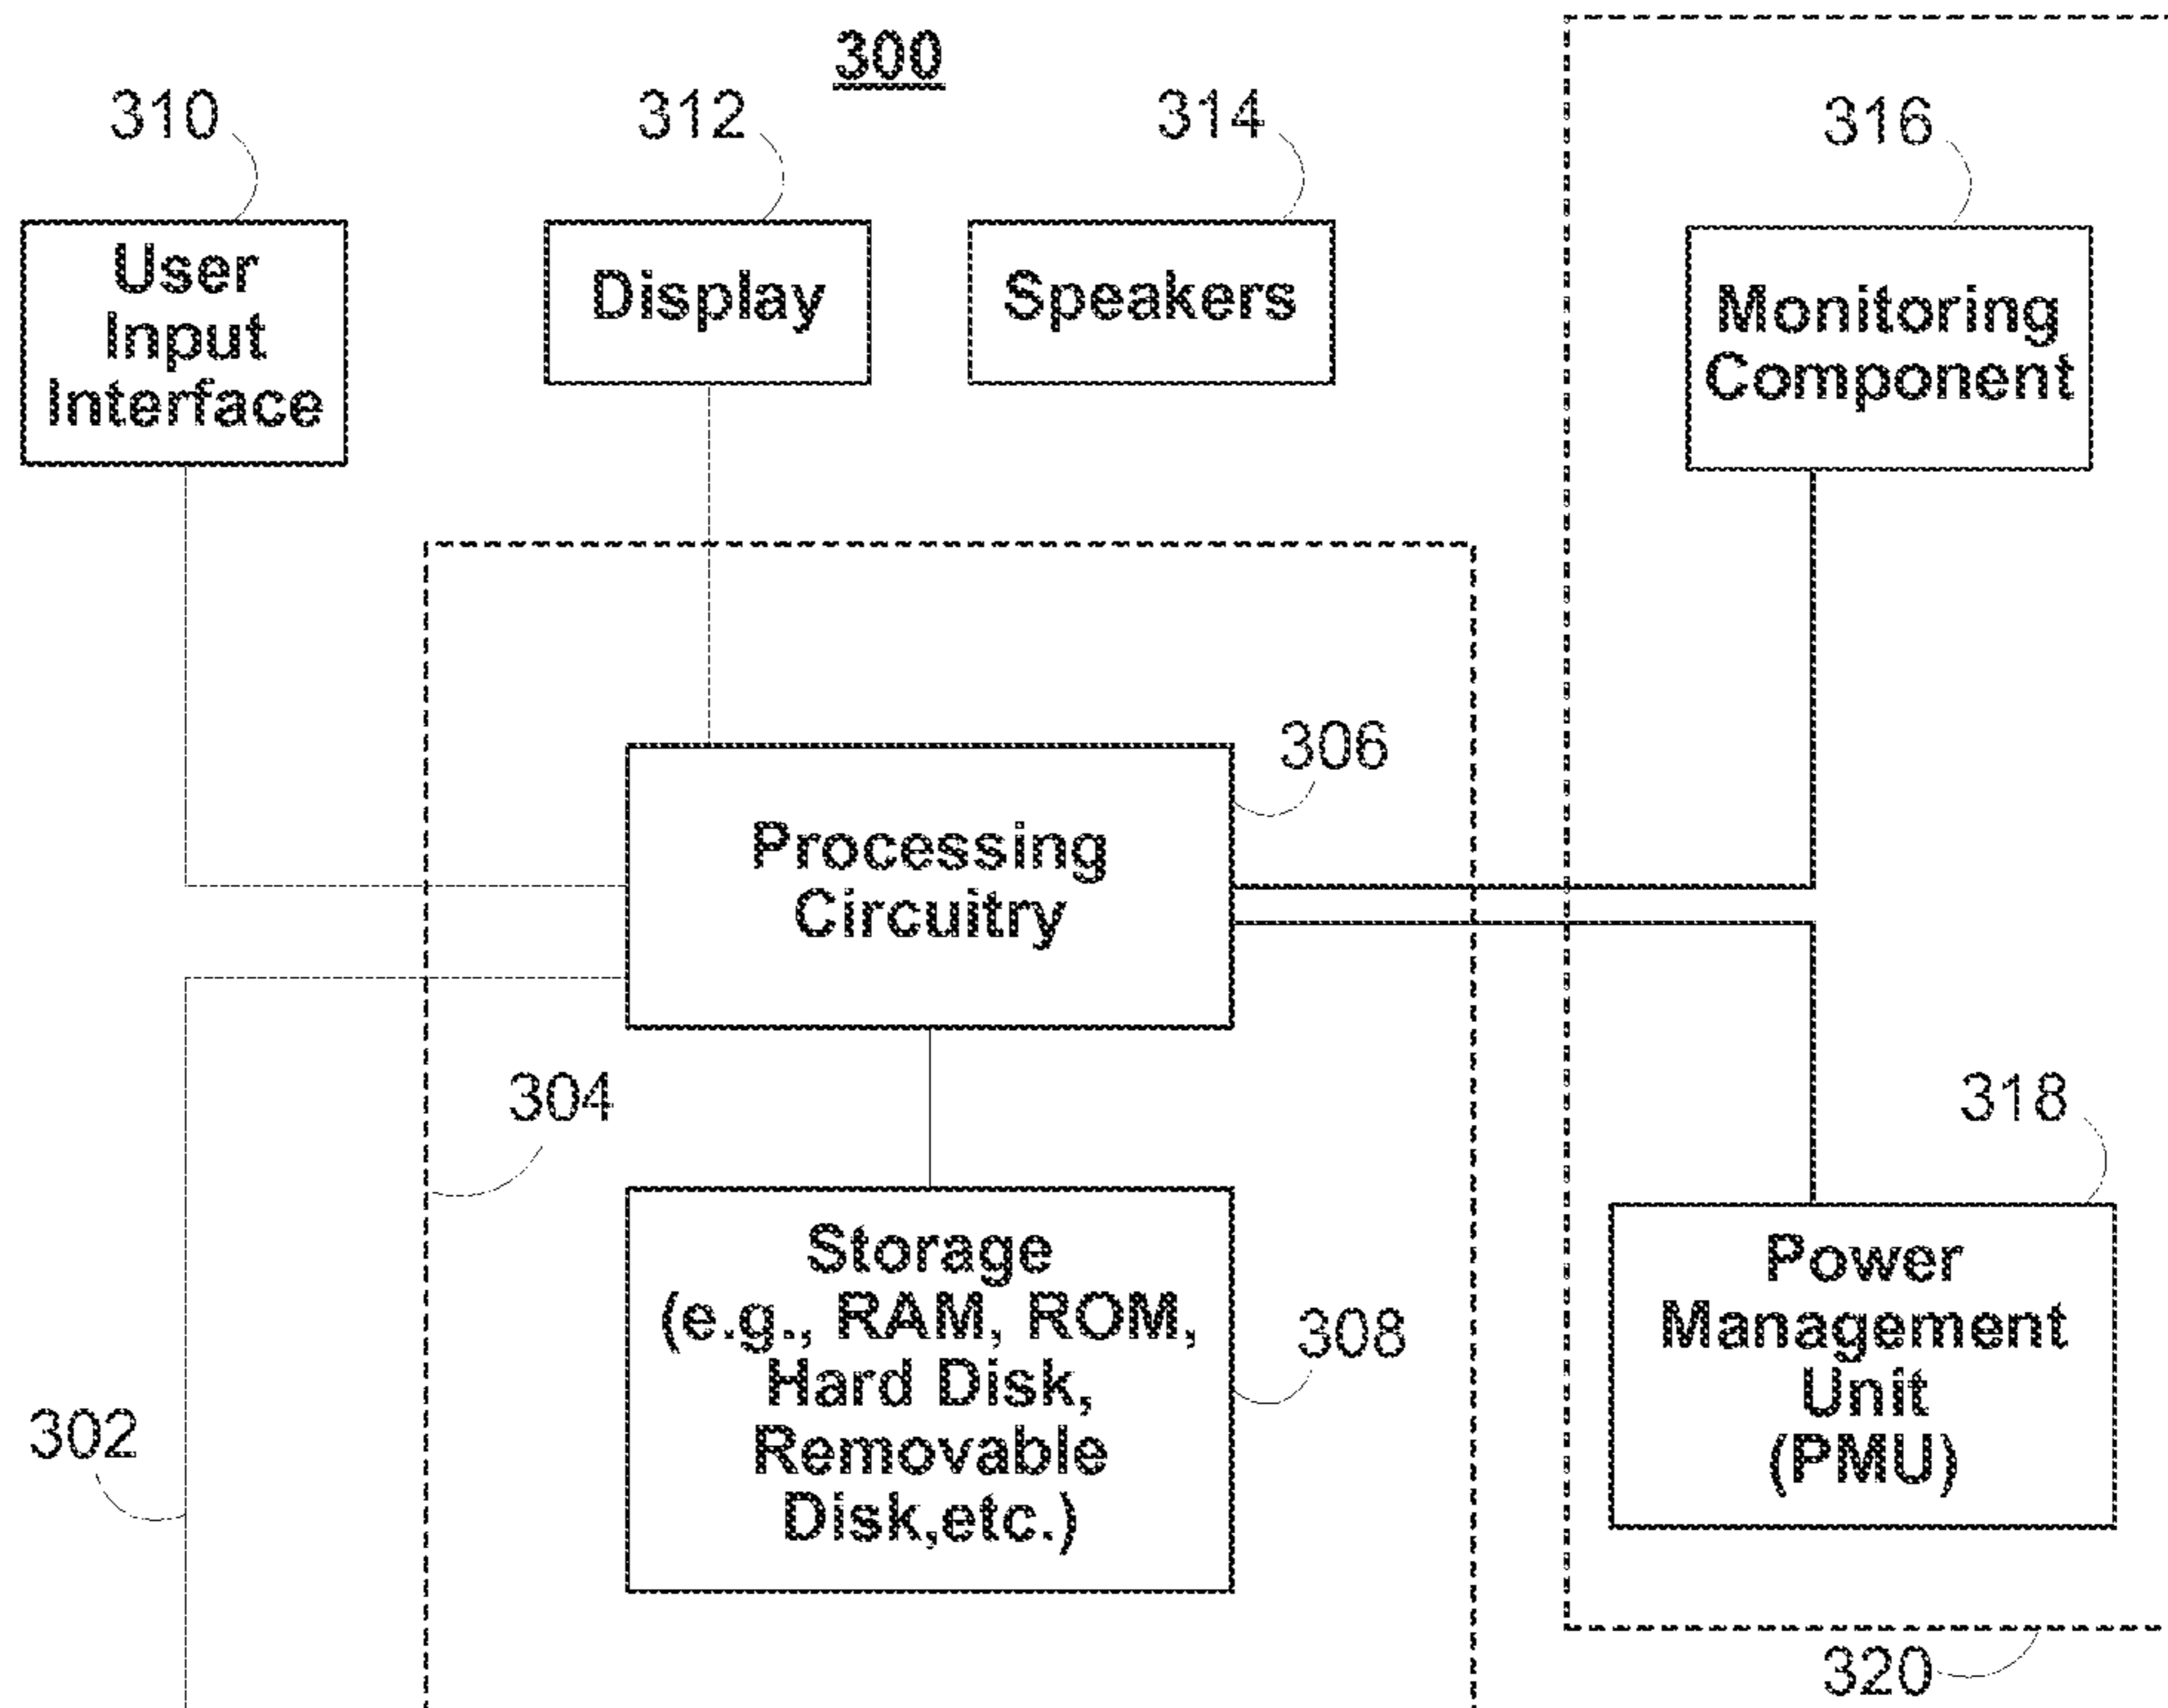 300
310
312
314
316
User
Input
Interface
Display
Speakers
Monitoring
Component
306
Processing
Circuitry
304
318
302
Storage
(e.g., RAM, ROM,
Hard Disk,
Removable
Disk,etc.)
308
Power
Management
Unit
(PMU)
320